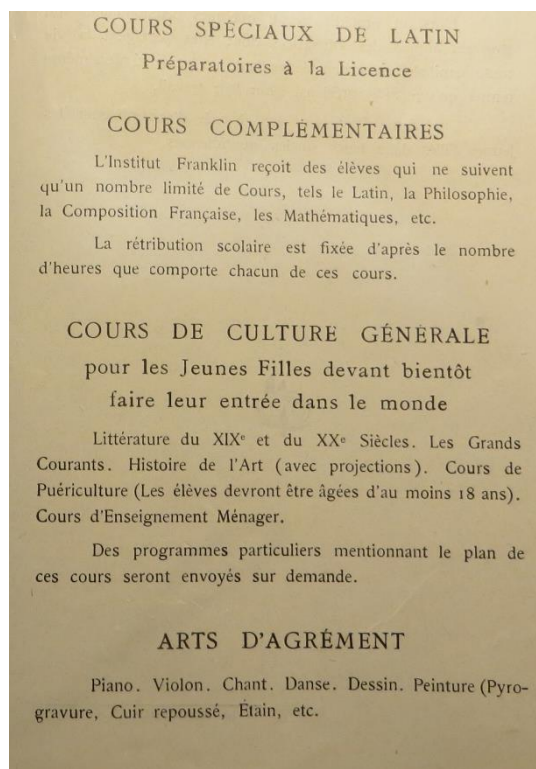 COURS SPÉCIAUX DE LATIN
Préparatoires à la Licence
COURS COMPLÉMENTAIRES
L'Institut Franklin reçoit des élèves qui ne suivent
qu'un nombre limité de Cours, tels le Latin, la Philosophie,
la Composition Française, les Mathématiques, etc.
La rétribution scolaire est fixée d'après le nombre
d'heures que comporte chacun de ces cours.
COURS DE CULTURE GÉNÉRALE
pour les Jeunes Filles devant bientôt
faire leur entrée dans le monde
Littérature du XIXe et du XXe Siècles. Les Grands
Courants. Histoire de l'Art (avec projections). Cours de
Puériculture (Les élèves devront être âgées d'au moins 18 ans).
Cours d'Enseignement Ménager.
Des programmes particuliers mentionnant le plan de
ces cours seront envoyés sur demande.
ARTS D'AGRÉMENT
Piano. Violon. Chant. Danse. Dessin. Peinture (Pyro-
gravure, Cuir repoussé, Étain, etc.